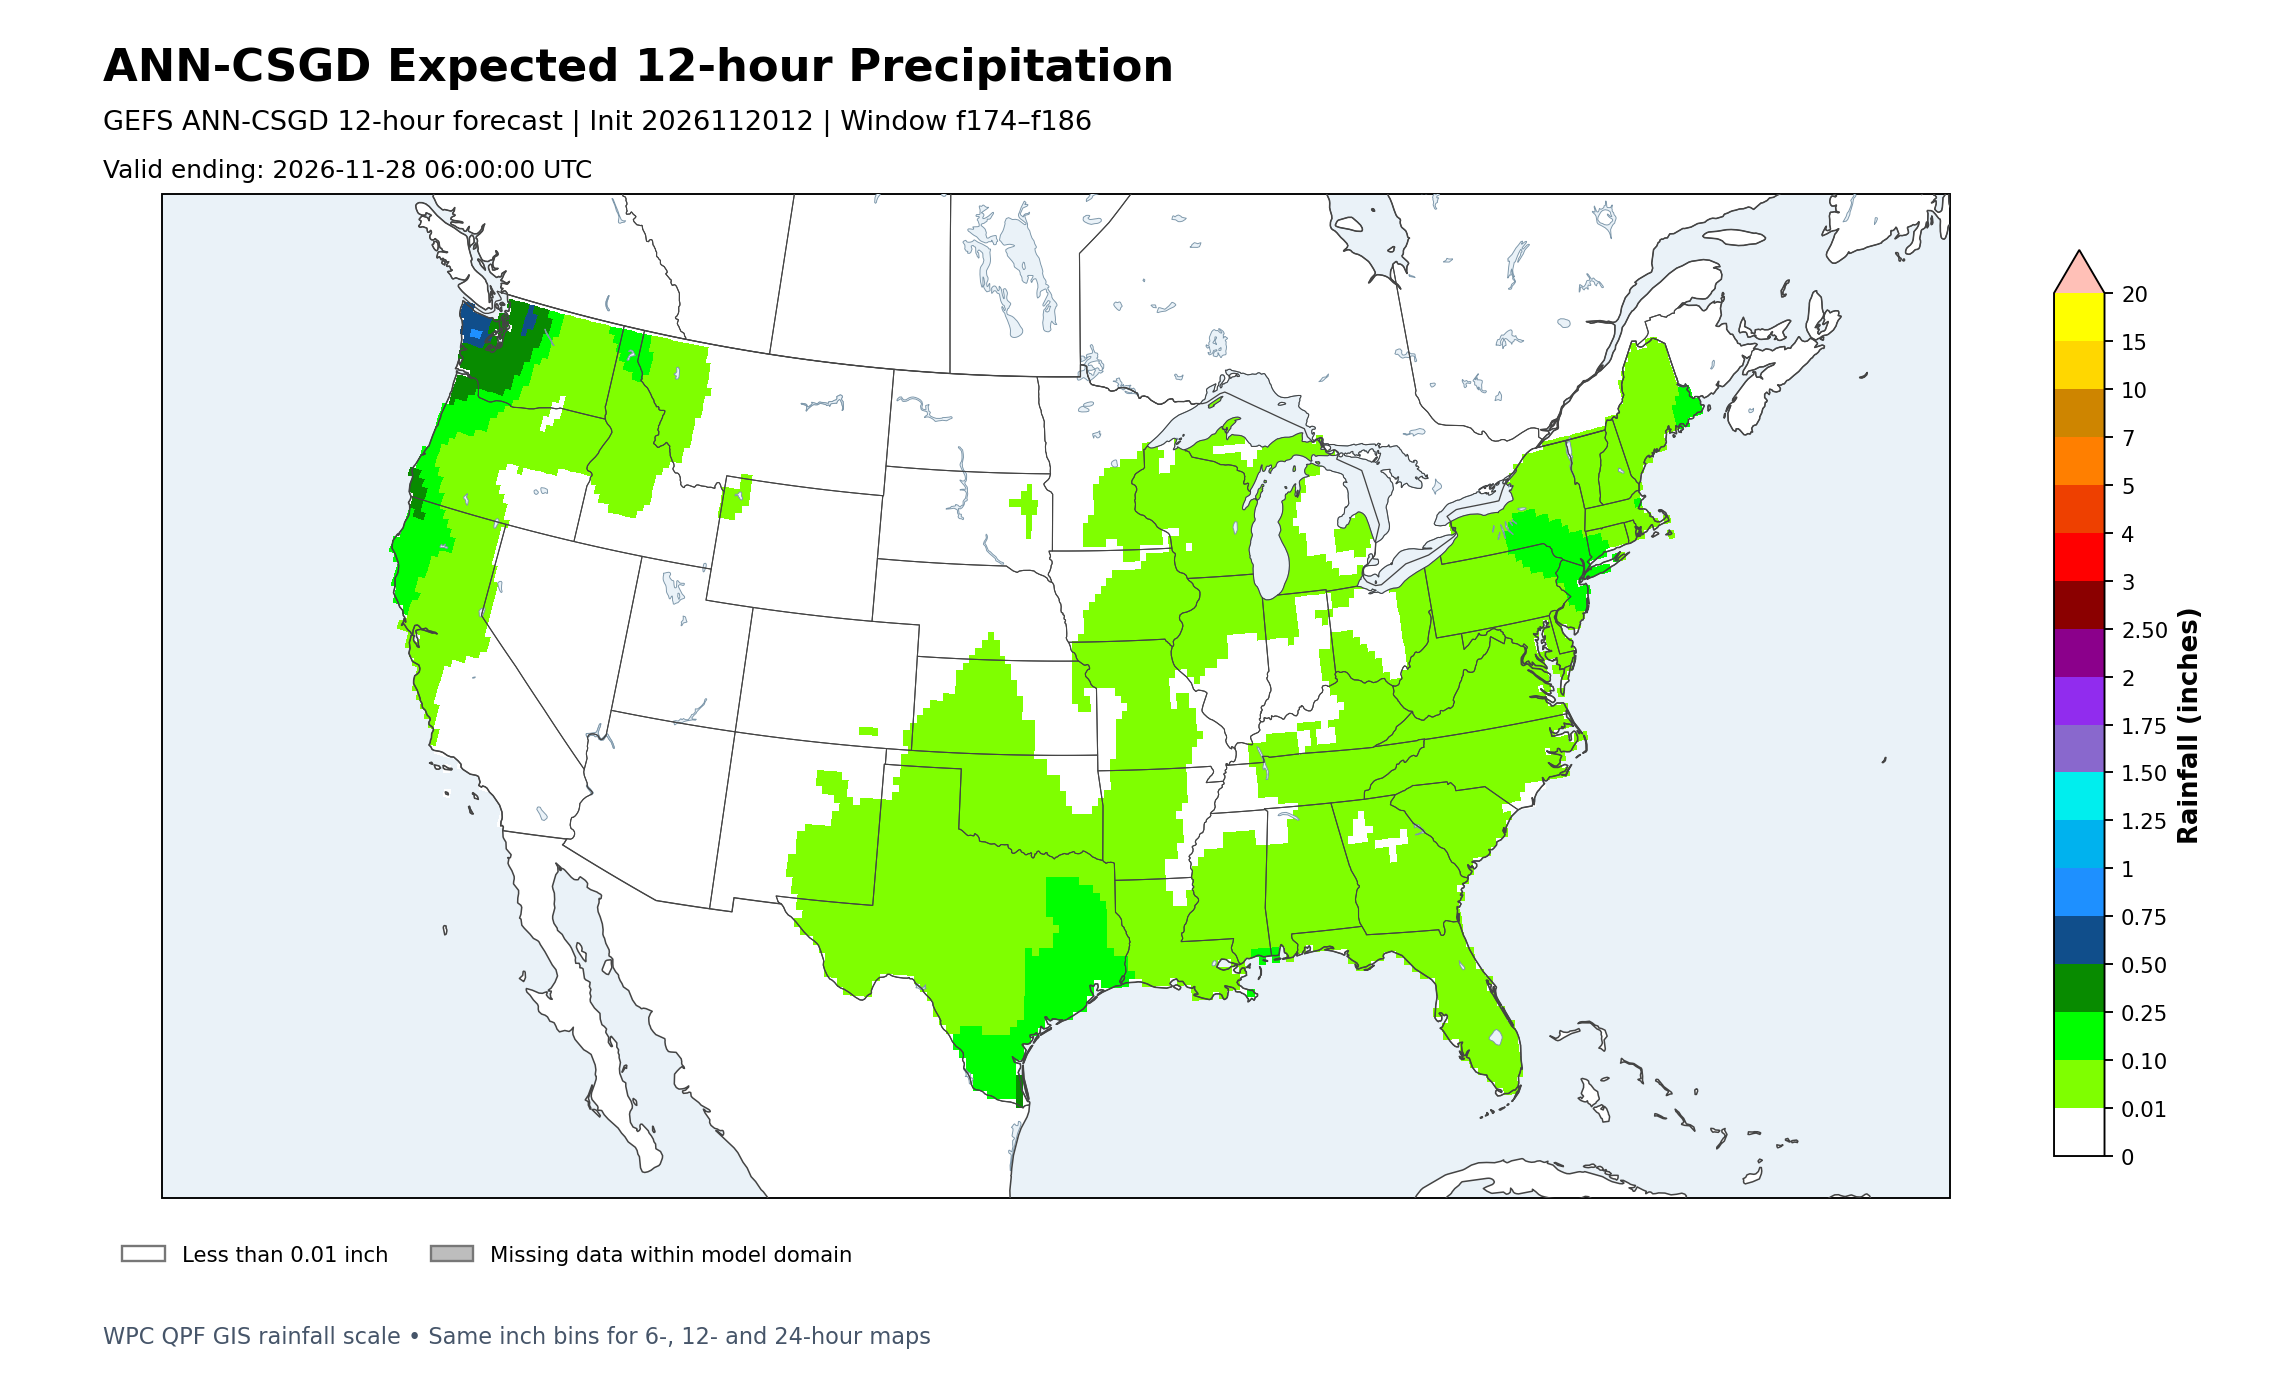 ANN-CSGD Expected 12-hour Precipitation
GEFS ANN-CSGD 12-hour forecast | Init 2026112012 | Window f174–f186
Valid ending: 2026-11-28 06:00:00 UTC
20
15
10
7
5
4
3
2.50
2
1.75
1.50
1.25
1
0.75
0.50
0.25
0.10
0.01
0
Rainfall (inches)
Less than 0.01 inch
Missing data within model domain
WPC QPF GIS rainfall scale • Same inch bins for 6-, 12- and 24-hour maps